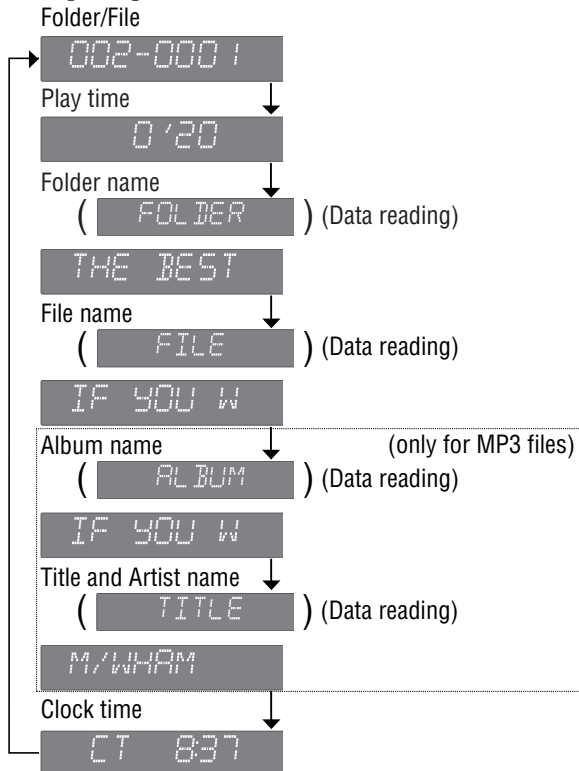 Folder/File
002-0001
Play time
0'20
Folder name
( FOLDER ) (Data reading)
THE BEST
File name
( FILE ) (Data reading)
IF YOU W
Album name (only for MP3 files)
( ALBUM ) (Data reading)
IF YOU W
Title and Artist name
( TITLE ) (Data reading)
M/WHAM
Clock time
CT 8:37